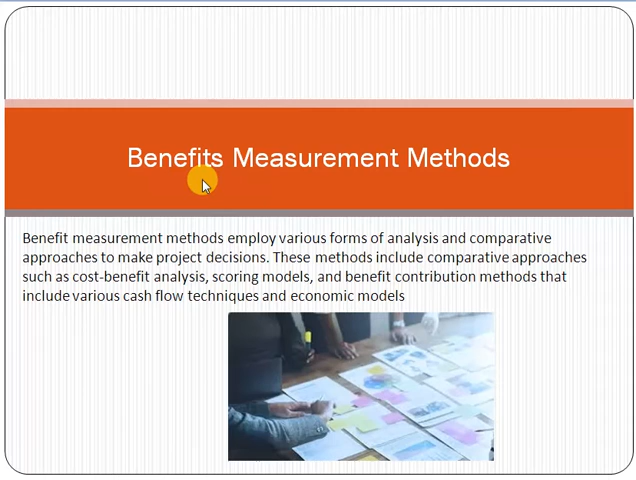 Benefits Measurement Methods
Benefit measurement methods employ various forms of analysis and comparative
approaches to make project decisions. These methods include comparative approaches
such as cost-benefit analysis, scoring models, and benefit contribution methods that
include various cash flow techniques and economic models